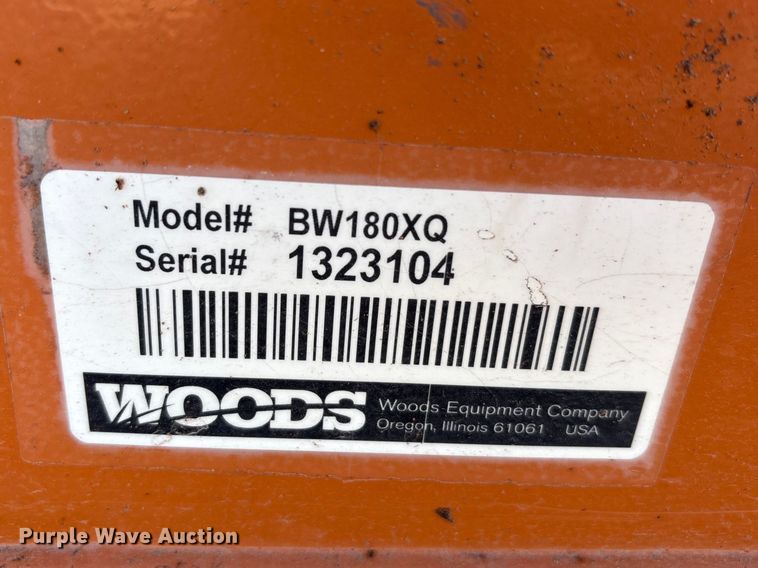 Model# BW180XQ
Serial# 1323104
WOODS
Woods Equipment Company
Oregon, Illinois 61061 USA
Purple Wave Auction